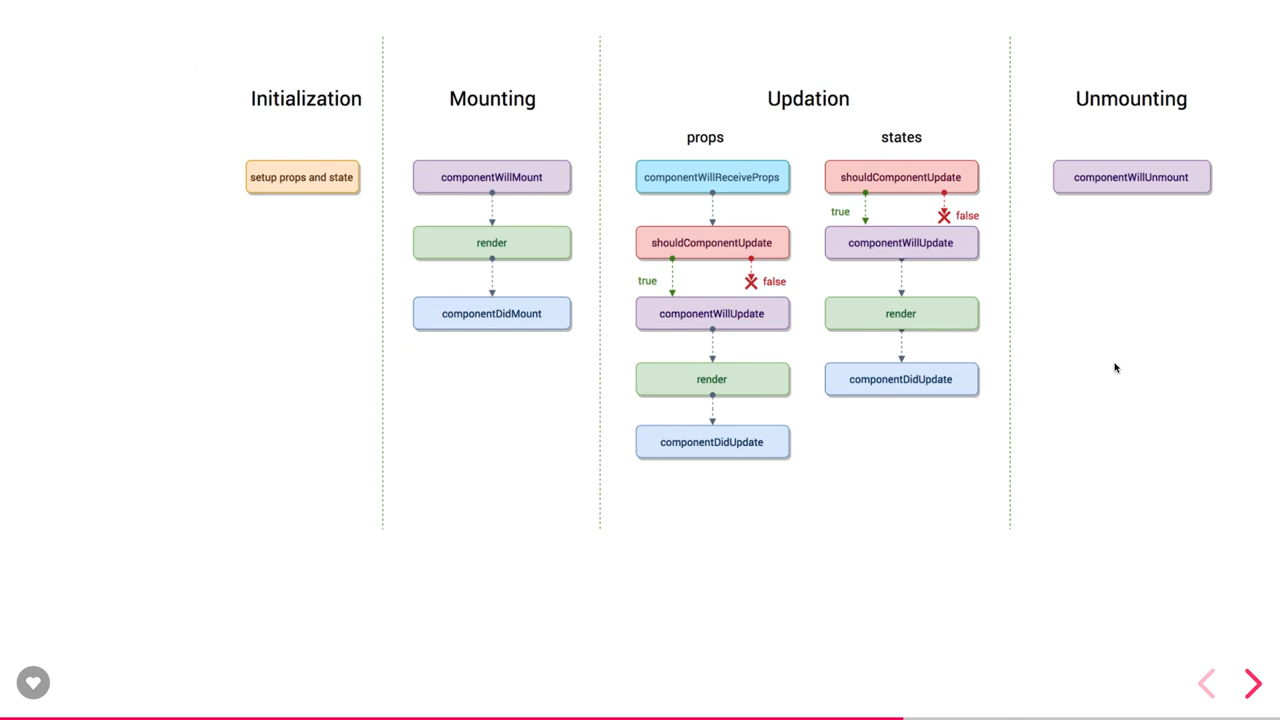 Initialization
Mounting
Updation
Unmounting
props
states
setup props and state
componentWillMount
render
componentDidMount
componentWillReceiveProps
shouldComponentUpdate
true
false
componentWillUpdate
render
componentDidUpdate
shouldComponentUpdate
true
false
componentWillUpdate
render
componentDidUpdate
componentWillUnmount